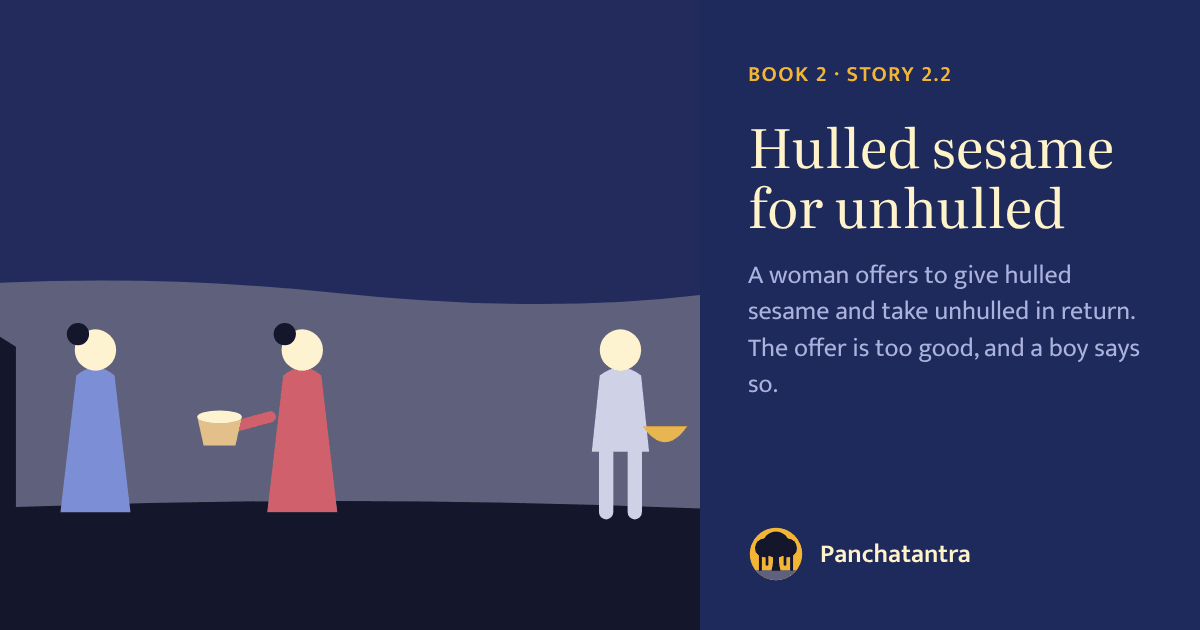 BOOK 2 · STORY 2.2
Hulled sesame
for unhulled
A woman offers to give hulled
sesame and take unhulled in return.
The offer is too good, and a boy says
so.
Panchatantra